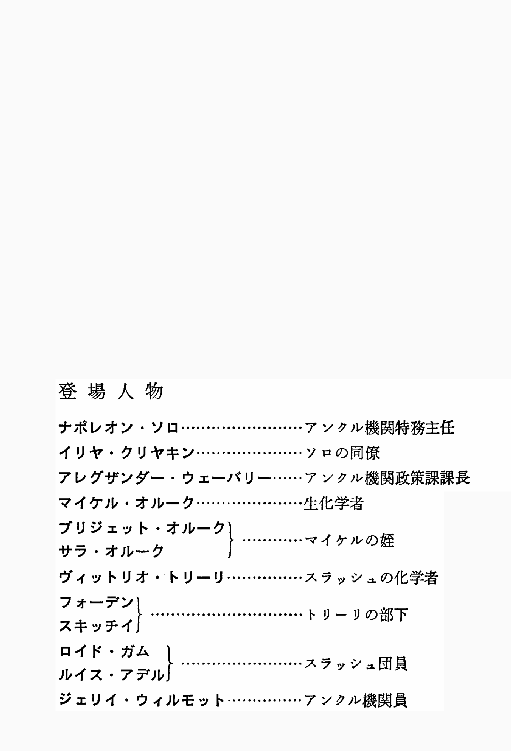 登場人物
ナポレオン・ソロ……………………アンクル機関特務主任
イリヤ・クリヤキン…………………ソロの同僚
アレグザンダー・ウェーバリー……アンクル機関政策課課長
マイケル・オルーク…………………生化学者
ブリジェット・オルーク
サラ・オルーク
…………マイケルの姪
ヴィットリオ・トリーリ……………スラッシュの化学者
フォーデン
スキッチイ
…………………………トリーリの部下
ロイド・ガム
ルイス・アデル
……………………スラッシュ団員
ジェリイ・ウィルモット……………アンクル機関員